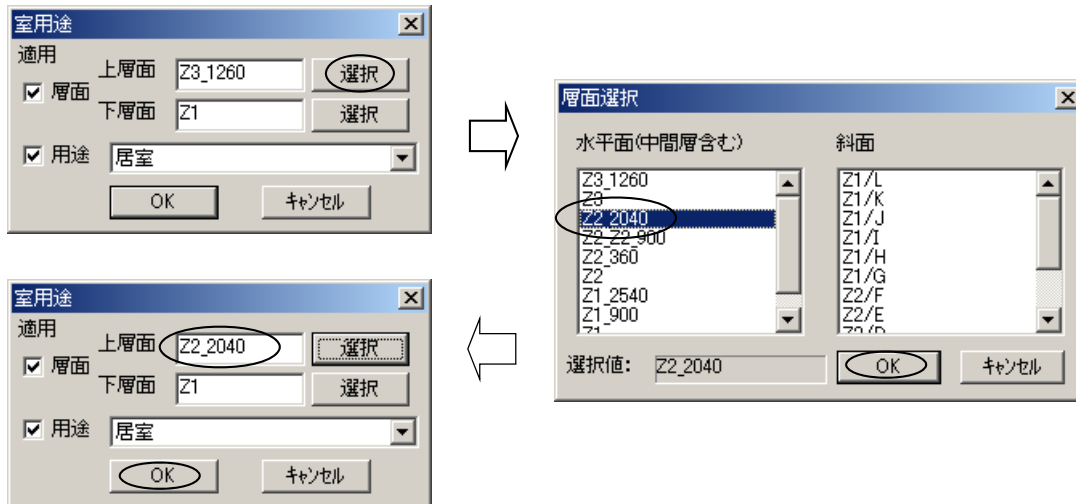 室用途
適用
上層面 Z3_1260 選択
層面
下層面 Z1 選択
用途 居室
OK キャンセル
層面選択
水平面(中間層含む) 斜面
Z3_1260 Z1/L
Z3 Z1/K
Z2_2040 Z1/J
Z2_Z2_900 Z1/I
Z2_360 Z1/H
Z2 Z1/G
Z1_2540 Z2/F
Z1_900 Z2/E
Z1 Z2/D
選択値: Z2_2040 OK キャンセル
室用途
適用
上層面 Z2_2040 選択
層面
下層面 Z1 選択
用途 居室
OK キャンセル